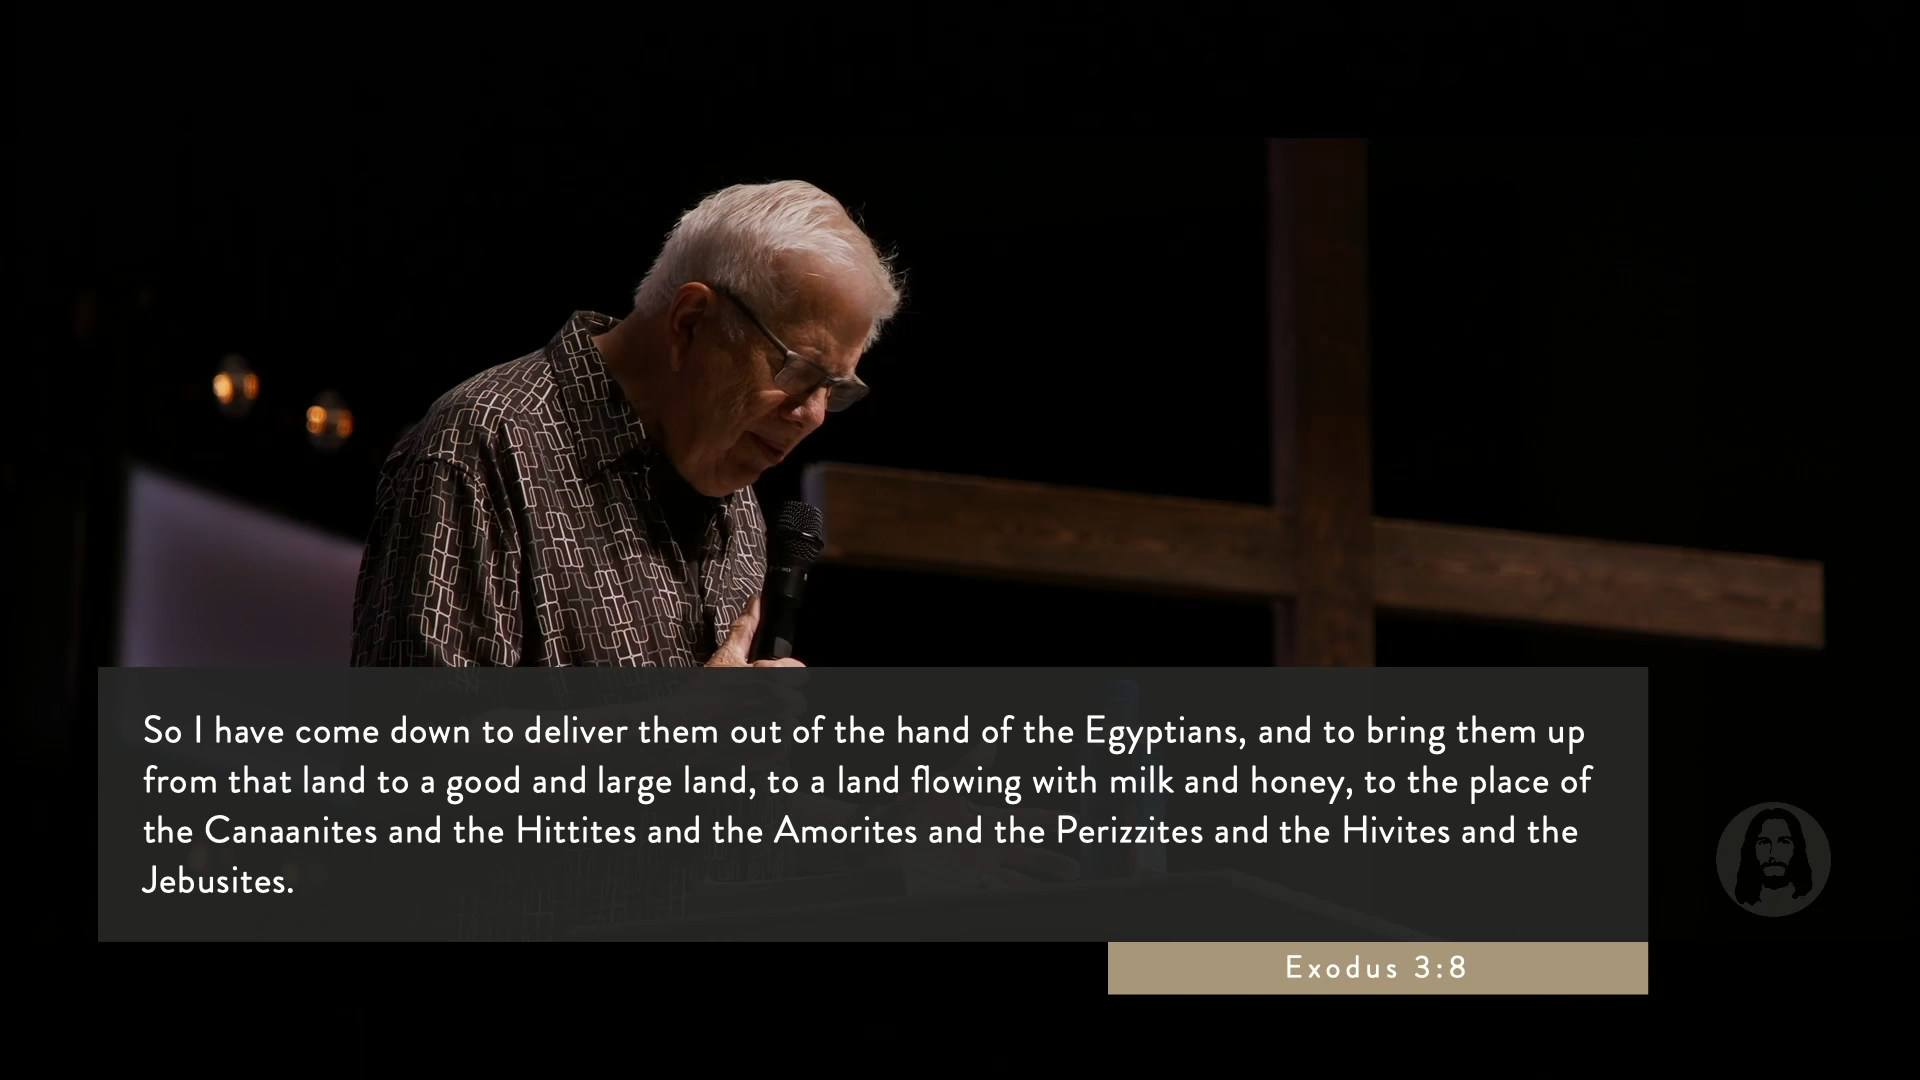 So I have come down to deliver them out of the hand of the Egyptians, and to bring them up
from that land to a good and large land, to a land flowing with milk and honey, to the place of
the Canaanites and the Hittites and the Amorites and the Perizzites and the Hivites and the
Jebusites.
Exodus 3:8